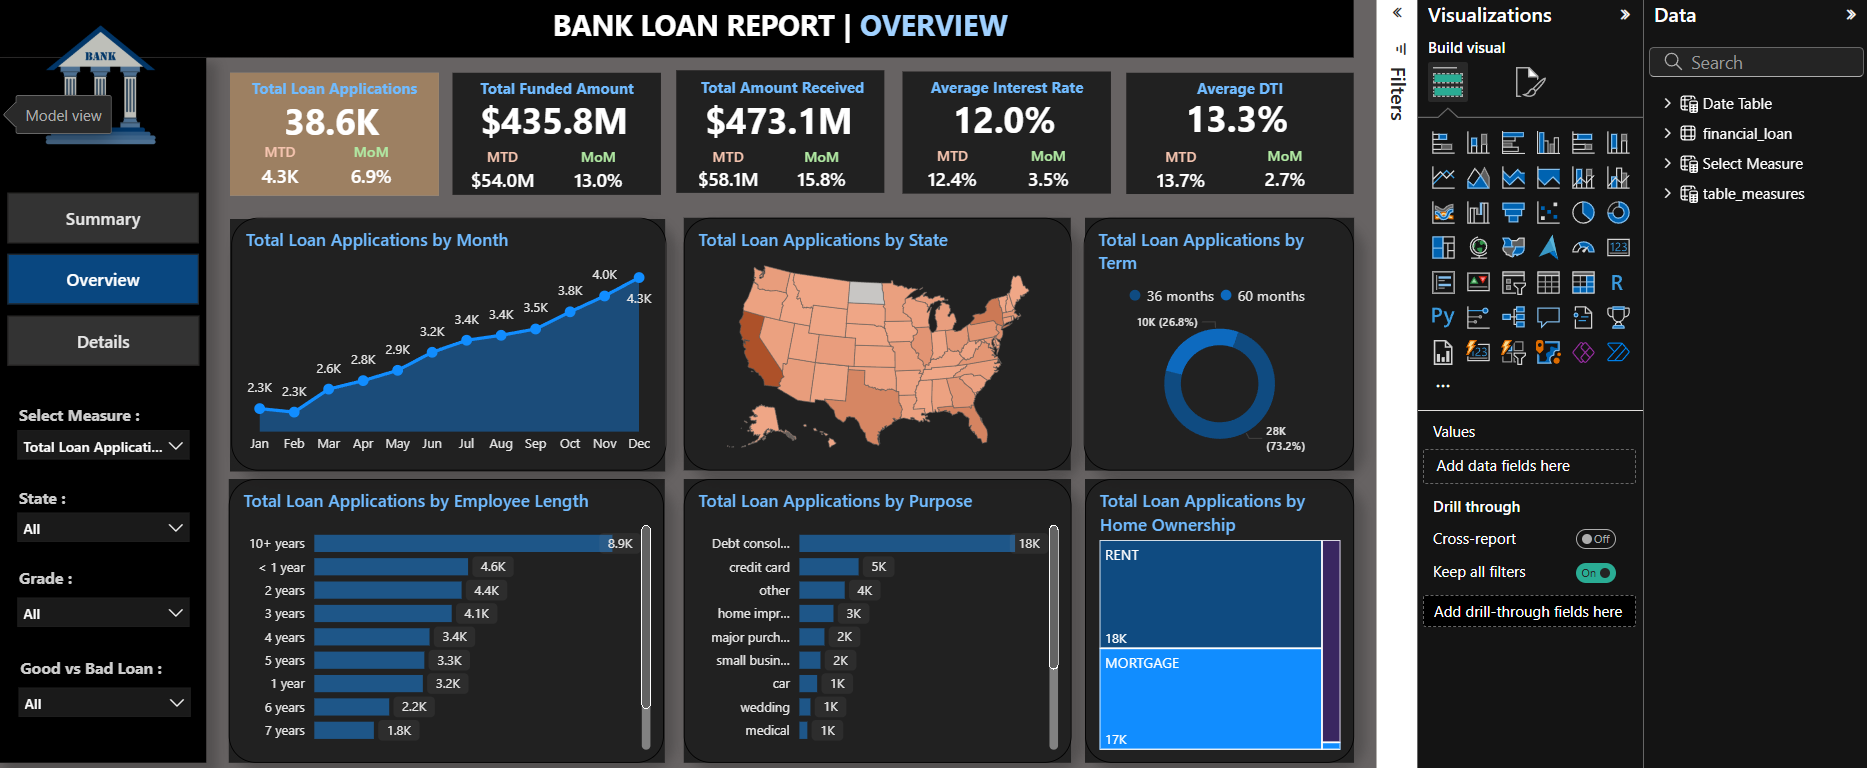 BANK LOAN REPORT | OVERVIEW
BANK
Model view
Summary
Overview
Details
Select Measure :
Total Loan Applicati...
State :
All
Grade :
All
Good vs Bad Loan :
All
Total Loan Applications
38.6K
MTD MoM
4.3K 6.9%
Total Funded Amount
$435.8M
MTD MoM
$54.0M 13.0%
Total Amount Received
$473.1M
MTD MoM
$58.1M 15.8%
Average Interest Rate
12.0%
MTD MoM
12.4% 3.5%
Average DTI
13.3%
MTD MoM
13.7% 2.7%
Total Loan Applications by Month
2.3K 2.3K 2.6K 2.8K 2.9K 3.2K 3.4K 3.4K 3.5K 3.8K 4.0K 4.3K
Jan Feb Mar Apr May Jun Jul Aug Sep Oct Nov Dec
Total Loan Applications by State
Total Loan Applications by
Term
36 months 60 months
10K (26.8%)
28K
(73.2%)
Total Loan Applications by Employee Length
10+ years 8.9K
< 1 year 4.6K
2 years 4.4K
3 years 4.1K
4 years 3.4K
5 years 3.3K
1 year 3.2K
6 years 2.2K
7 years 1.8K
Total Loan Applications by Purpose
Debt consol... 18K
credit card 5K
other 4K
home impr... 3K
major purch... 2K
small busin... 2K
car 1K
wedding 1K
medical 1K
Total Loan Applications by
Home Ownership
RENT
18K
MORTGAGE
17K
Filters
Visualizations
Build visual
123
R
Py
123
Values
Add data fields here
Drill through
Cross-report Off
Keep all filters On
Add drill-through fields here
Data
Search
Date Table
financial_loan
Select Measure
table_measures